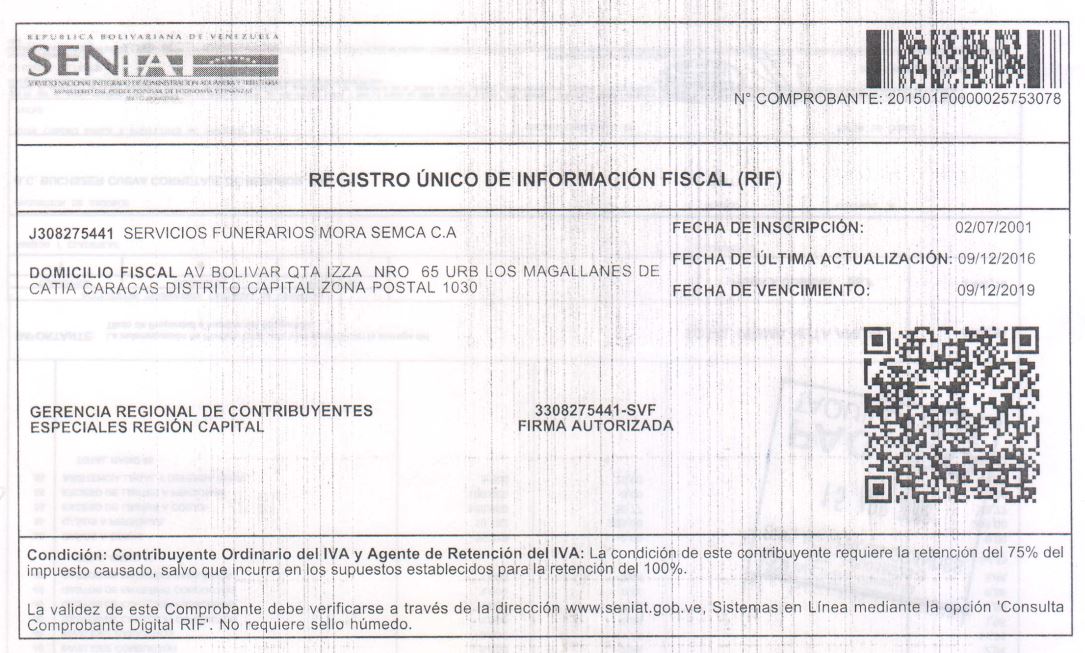 REPUBLICA BOLIVARIANA DE VENEZUELA
SENIAT
SERVICIO NACIONAL INTEGRADO DE ADMINISTRACION ADUANERA Y TRIBUTARIA
MINISTERIO DEL PODER POPULAR DE ECONOMIA Y FINANZAS
N° COMPROBANTE: 201501F0000025753078
REGISTRO ÚNICO DE INFORMACIÓN FISCAL (RIF)
J308275441 SERVICIOS FUNERARIOS MORA SEMCA C.A
DOMICILIO FISCAL AV BOLIVAR QTA IZZA NRO 65 URB LOS MAGALLANES DE
CATIA CARACAS DISTRITO CAPITAL ZONA POSTAL 1030
FECHA DE INSCRIPCIÓN: 02/07/2001
FECHA DE ÚLTIMA ACTUALIZACIÓN: 09/12/2016
FECHA DE VENCIMIENTO: 09/12/2019
GERENCIA REGIONAL DE CONTRIBUYENTES
ESPECIALES REGIÓN CAPITAL
3308275441-SVF
FIRMA AUTORIZADA
Condición: Contribuyente Ordinario del IVA y Agente de Retención del IVA: La condición de este contribuyente requiere la retención del 75% del
impuesto causado, salvo que incurra en los supuestos establecidos para la retención del 100%.
La validez de este Comprobante debe verificarse a través de la dirección www.seniat.gob.ve, Sistemas en Línea mediante la opción 'Consulta
Comprobante Digital RIF'. No requiere sello húmedo.